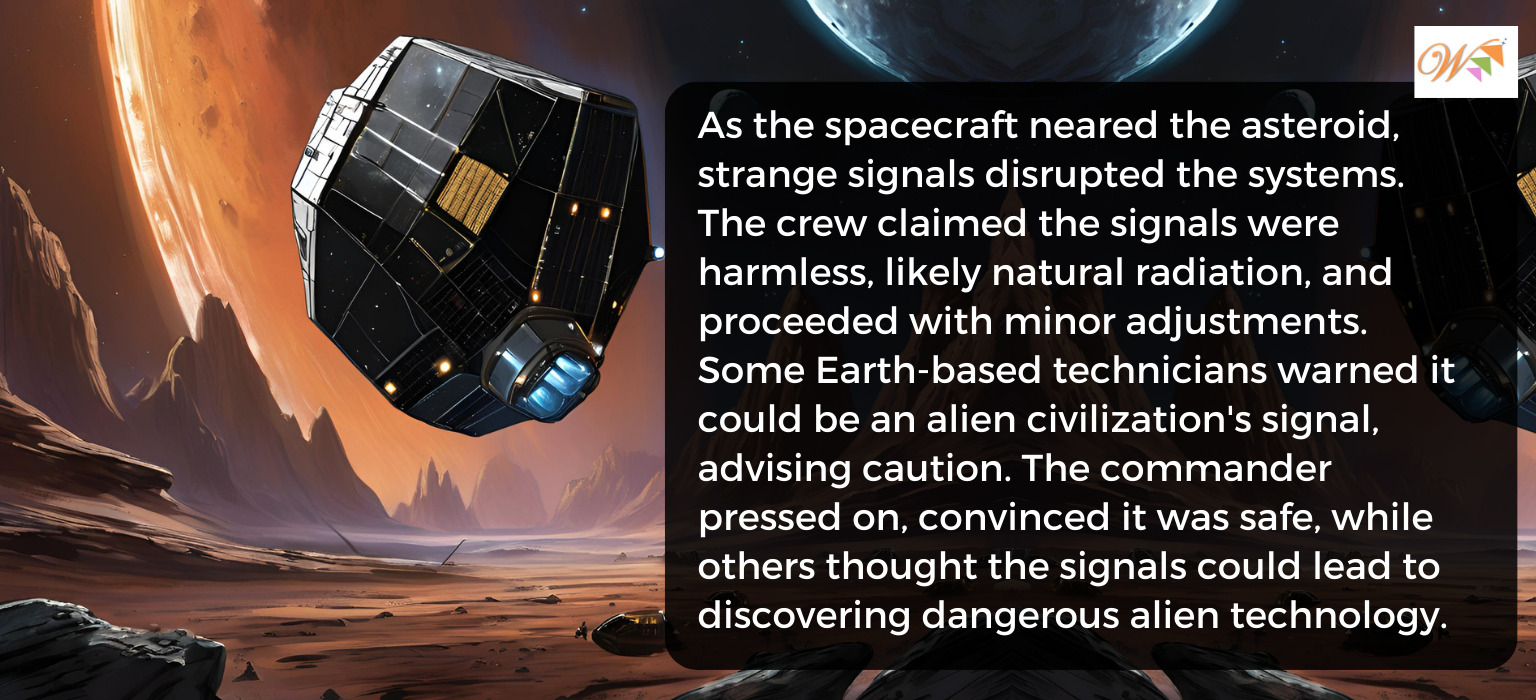 W
As the spacecraft neared the asteroid,
strange signals disrupted the systems.
The crew claimed the signals were
harmless, likely natural radiation, and
proceeded with minor adjustments.
Some Earth-based technicians warned it
could be an alien civilization's signal,
advising caution. The commander
pressed on, convinced it was safe, while
others thought the signals could lead to
discovering dangerous alien technology.